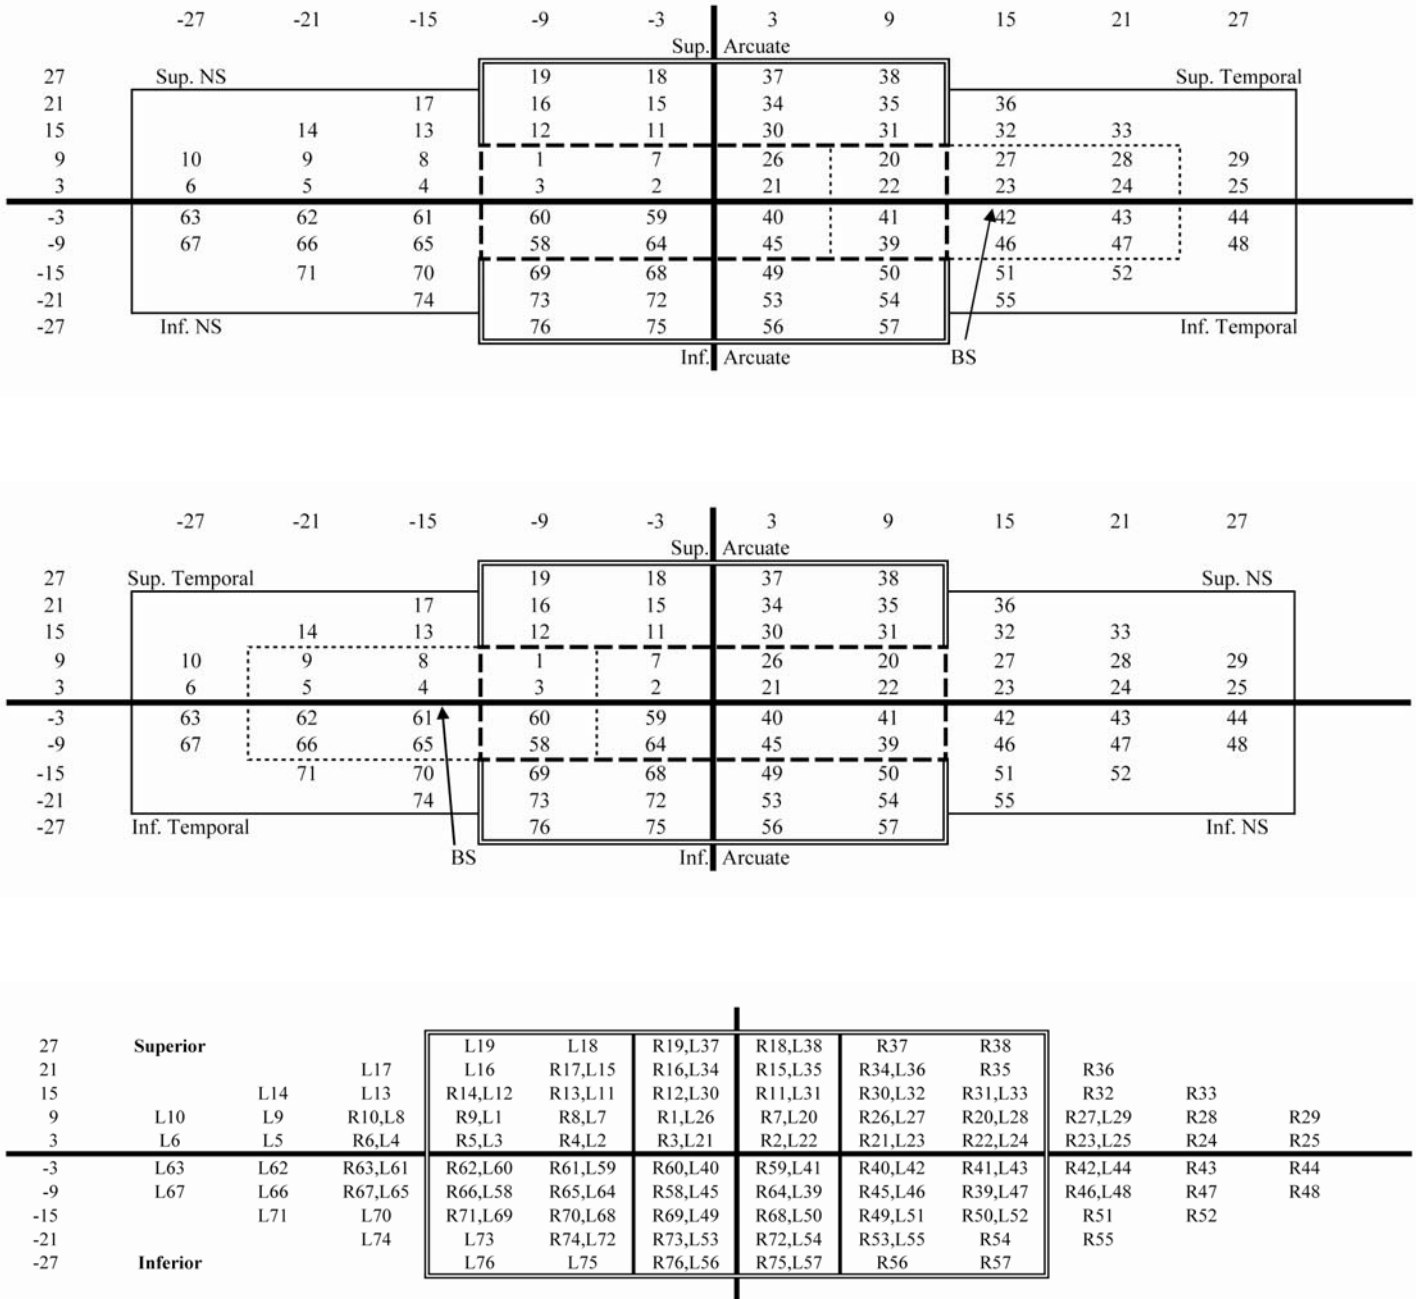 -27 -21 -15 -9 -3 3 9 15 21 27
Sup. Arcuate
27 Sup. NS 19 18 37 38 Sup. Temporal
21 17 16 15 34 35 36
15 14 13 12 11 30 31 32 33
9 10 9 8 1 7 26 20 27 28 29
3 6 5 4 3 2 21 22 23 24 25
-3 63 62 61 60 59 40 41 42 43 44
-9 67 66 65 58 64 45 39 46 47 48
-15 71 70 69 68 49 50 51 52
-21 74 73 72 53 54 55
-27 Inf. NS 76 75 56 57 Inf. Temporal
Inf. Arcuate BS
-27 -21 -15 -9 -3 3 9 15 21 27
Sup. Arcuate
27 Sup. Temporal 19 18 37 38 Sup. NS
21 17 16 15 34 35 36
15 14 13 12 11 30 31 32 33
9 10 9 8 1 7 26 20 27 28 29
3 6 5 4 3 2 21 22 23 24 25
-3 63 62 61 60 59 40 41 42 43 44
-9 67 66 65 58 64 45 39 46 47 48
-15 71 70 69 68 49 50 51 52
-21 74 73 72 53 54 55
-27 Inf. Temporal 76 75 56 57 Inf. NS
BS Inf. Arcuate
27 Superior L19 L18 R19,L37 R18,L38 R37 R38
21 L17 L16 R17,L15 R16,L34 R15,L35 R34,L36 R35 R36
15 L14 L13 R14,L12 R13,L11 R12,L30 R11,L31 R30,L32 R31,L33 R32 R33
9 L10 L9 R10,L8 R9,L1 R8,L7 R1,L26 R7,L20 R26,L27 R20,L28 R27,L29 R28 R29
3 L6 L5 R6,L4 R5,L3 R4,L2 R3,L21 R2,L22 R21,L23 R22,L24 R23,L25 R24 R25
-3 L63 L62 R63,L61 R62,L60 R61,L59 R60,L40 R59,L41 R40,L42 R41,L43 R42,L44 R43 R44
-9 L67 L66 R67,L65 R66,L58 R65,L64 R58,L45 R64,L39 R45,L46 R39,L47 R46,L48 R47 R48
-15 L71 L70 R71,L69 R70,L68 R69,L49 R68,L50 R49,L51 R50,L52 R51 R52
-21 L74 L73 R74,L72 R73,L53 R72,L54 R53,L55 R54 R55
-27 Inferior L76 L75 R76,L56 R75,L57 R56 R57